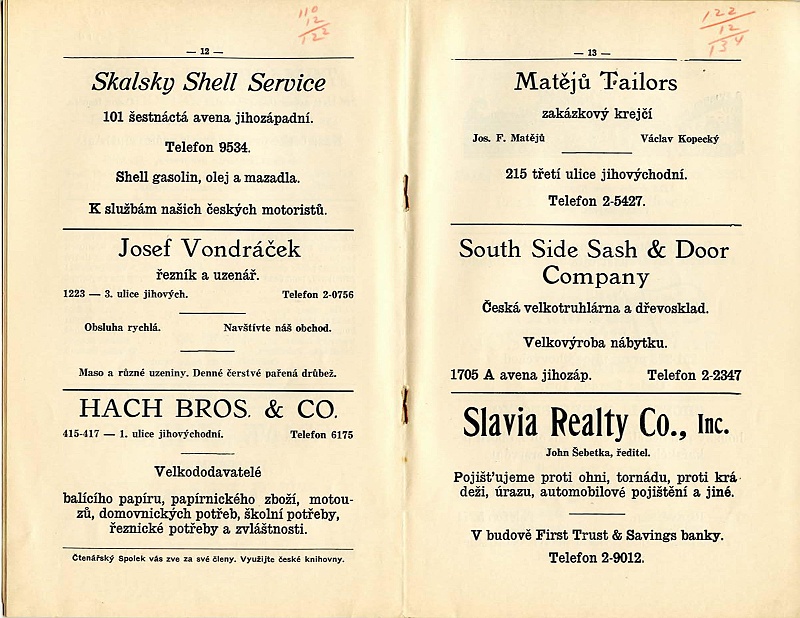 110
12
122
— 12 —
Skalsky Shell Service
101 šestnáctá avena jihozápadní.
Telefon 9534.
Shell gasolin, olej a mazadla.
K službám našich českých motoristů.
Josef Vondráček
řezník a uzenář.
1223 — 3. ulice jihových. Telefon 2-0756
Obsluha rychlá. Navštivte náš obchod.
Maso a různé uzeniny. Denně čerstvé pařená drůbež.
HACH BROS. & CO.
415-417 — 1. ulice jihovýchodní. Telefon 6175
Velkododavatelé
balícího papíru, papírnického zboží, motou-
zů, domovnických potřeb, školní potřeby,
řeznické potřeby a zvláštnosti.
Čtenářský Spolek vás zve za své členy. Využijte české knihovny.
122
12
134
— 13 —
Matějů Tailors
zakázkový krejčí
Jos. F. Matějů Václav Kopecký
215 třetí ulice jihovýchodní.
Telefon 2-5427.
South Side Sash & Door
Company
Česká velkotruhlárna a dřevosklad.
Velkovýroba nábytku.
1705 A avena jihozáp. Telefon 2-2347
Slavia Realty Co., Inc.
John Šebetka, ředitel.
Pojišt'ujeme proti ohni, tornádu, proti krá-
deži, úrazu, automobilové pojištění a jiné.
V budově First Trust & Savings banky.
Telefon 2-9012.